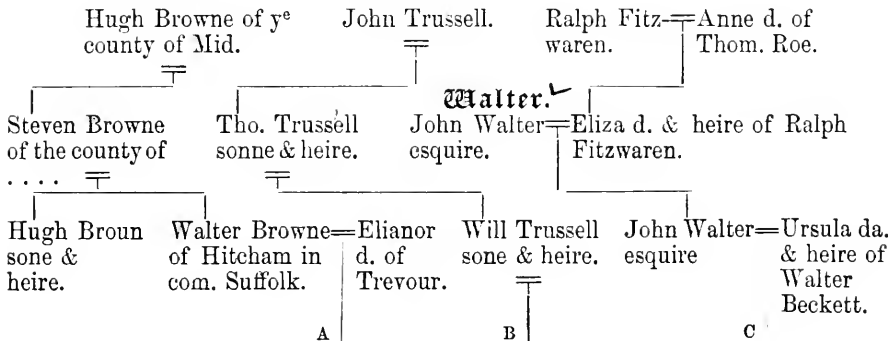 Hugh Browne of yᵉ
county of Mid.
John Trussell.
Ralph Fitz-
waren.
Anne d. of
Thom. Roe.
Walter.
Steven Browne
of the county of
. . . .
Tho. Trussell
sonne & heire.
John Walter
esquire.
Eliza d. & heire of Ralph
Fitzwaren.
Hugh Broun
sone &
heire.
Walter Browne
of Hitcham in
com. Suffolk.
Elianor
d. of
Trevour.
Will Trussell
sone & heire.
John Walter
esquire
Ursula da.
& heire of
Walter
Beckett.
A
B
C